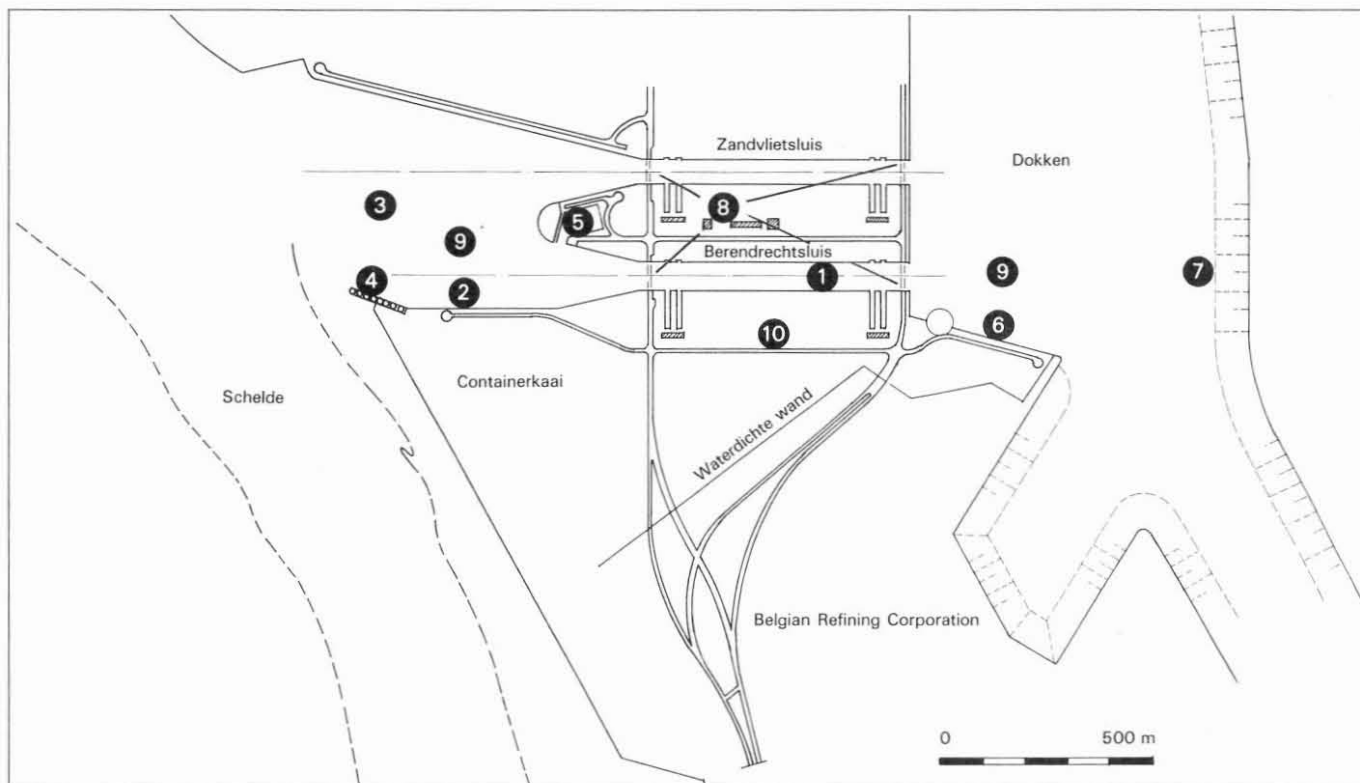 Zandvlietsluis
Dokken
3
5
8
9
Berendrechtsluis
4
2
1
9
7
6
10
Containerkaai
Schelde
Waterdichte wand
Belgian Refining Corporation
0 500 m